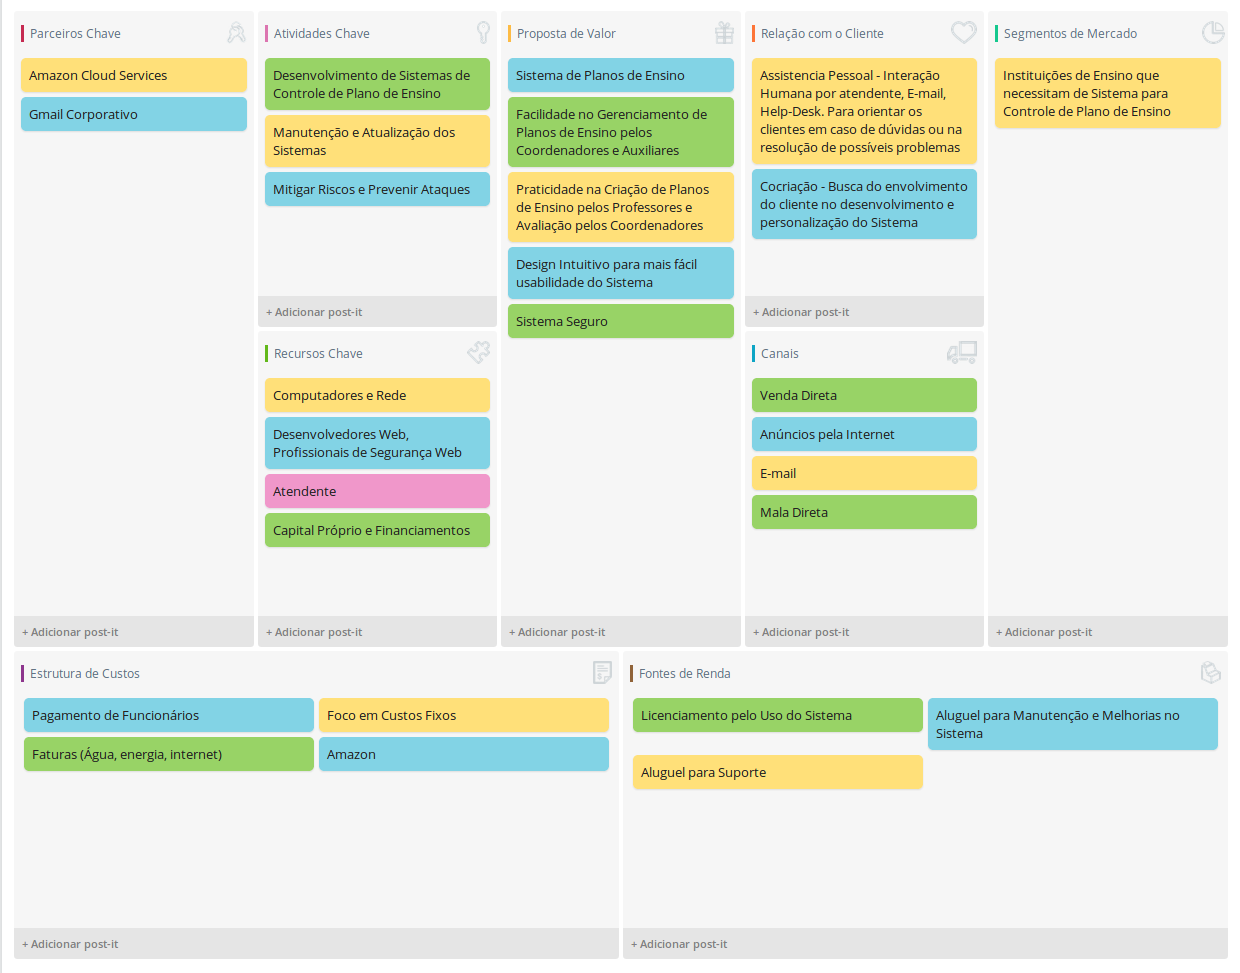 Parceiros Chave
Amazon Cloud Services
Gmail Corporativo
+ Adicionar post-it
Atividades Chave
Desenvolvimento de Sistemas de
Controle de Plano de Ensino
Manutenção e Atualização dos
Sistemas
Mitigar Riscos e Prevenir Ataques
+ Adicionar post-it
Recursos Chave
Computadores e Rede
Desenvolvedores Web,
Profissionais de Segurança Web
Atendente
Capital Próprio e Financiamentos
+ Adicionar post-it
Proposta de Valor
Sistema de Planos de Ensino
Facilidade no Gerenciamento de
Planos de Ensino pelos
Coordenadores e Auxiliares
Praticidade na Criação de Planos
de Ensino pelos Professores e
Avaliação pelos Coordenadores
Design Intuitivo para mais fácil
usabilidade do Sistema
Sistema Seguro
+ Adicionar post-it
Relação com o Cliente
Assistencia Pessoal - Interação
Humana por atendente, E-mail,
Help-Desk. Para orientar os
clientes em caso de dúvidas ou na
resolução de possíveis problemas
Cocriação - Busca do envolvimento
do cliente no desenvolvimento e
personalização do Sistema
+ Adicionar post-it
Canais
Venda Direta
Anúncios pela Internet
E-mail
Mala Direta
+ Adicionar post-it
Segmentos de Mercado
Instituições de Ensino que
necessitam de Sistema para
Controle de Plano de Ensino
+ Adicionar post-it
Estrutura de Custos
Pagamento de Funcionários
Foco em Custos Fixos
Faturas (Água, energia, internet)
Amazon
+ Adicionar post-it
Fontes de Renda
Licenciamento pelo Uso do Sistema
Aluguel para Manutenção e Melhorias no
Sistema
Aluguel para Suporte
+ Adicionar post-it